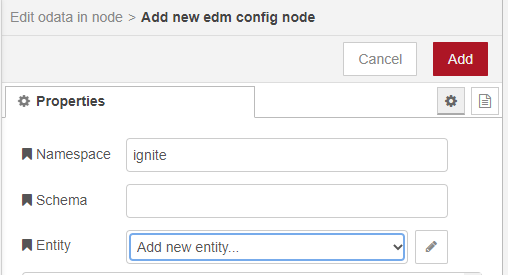 Edit odata in node > Add new edm config node
Cancel
Add
Properties
Namespace
ignite
Schema
Entity
Add new entity...